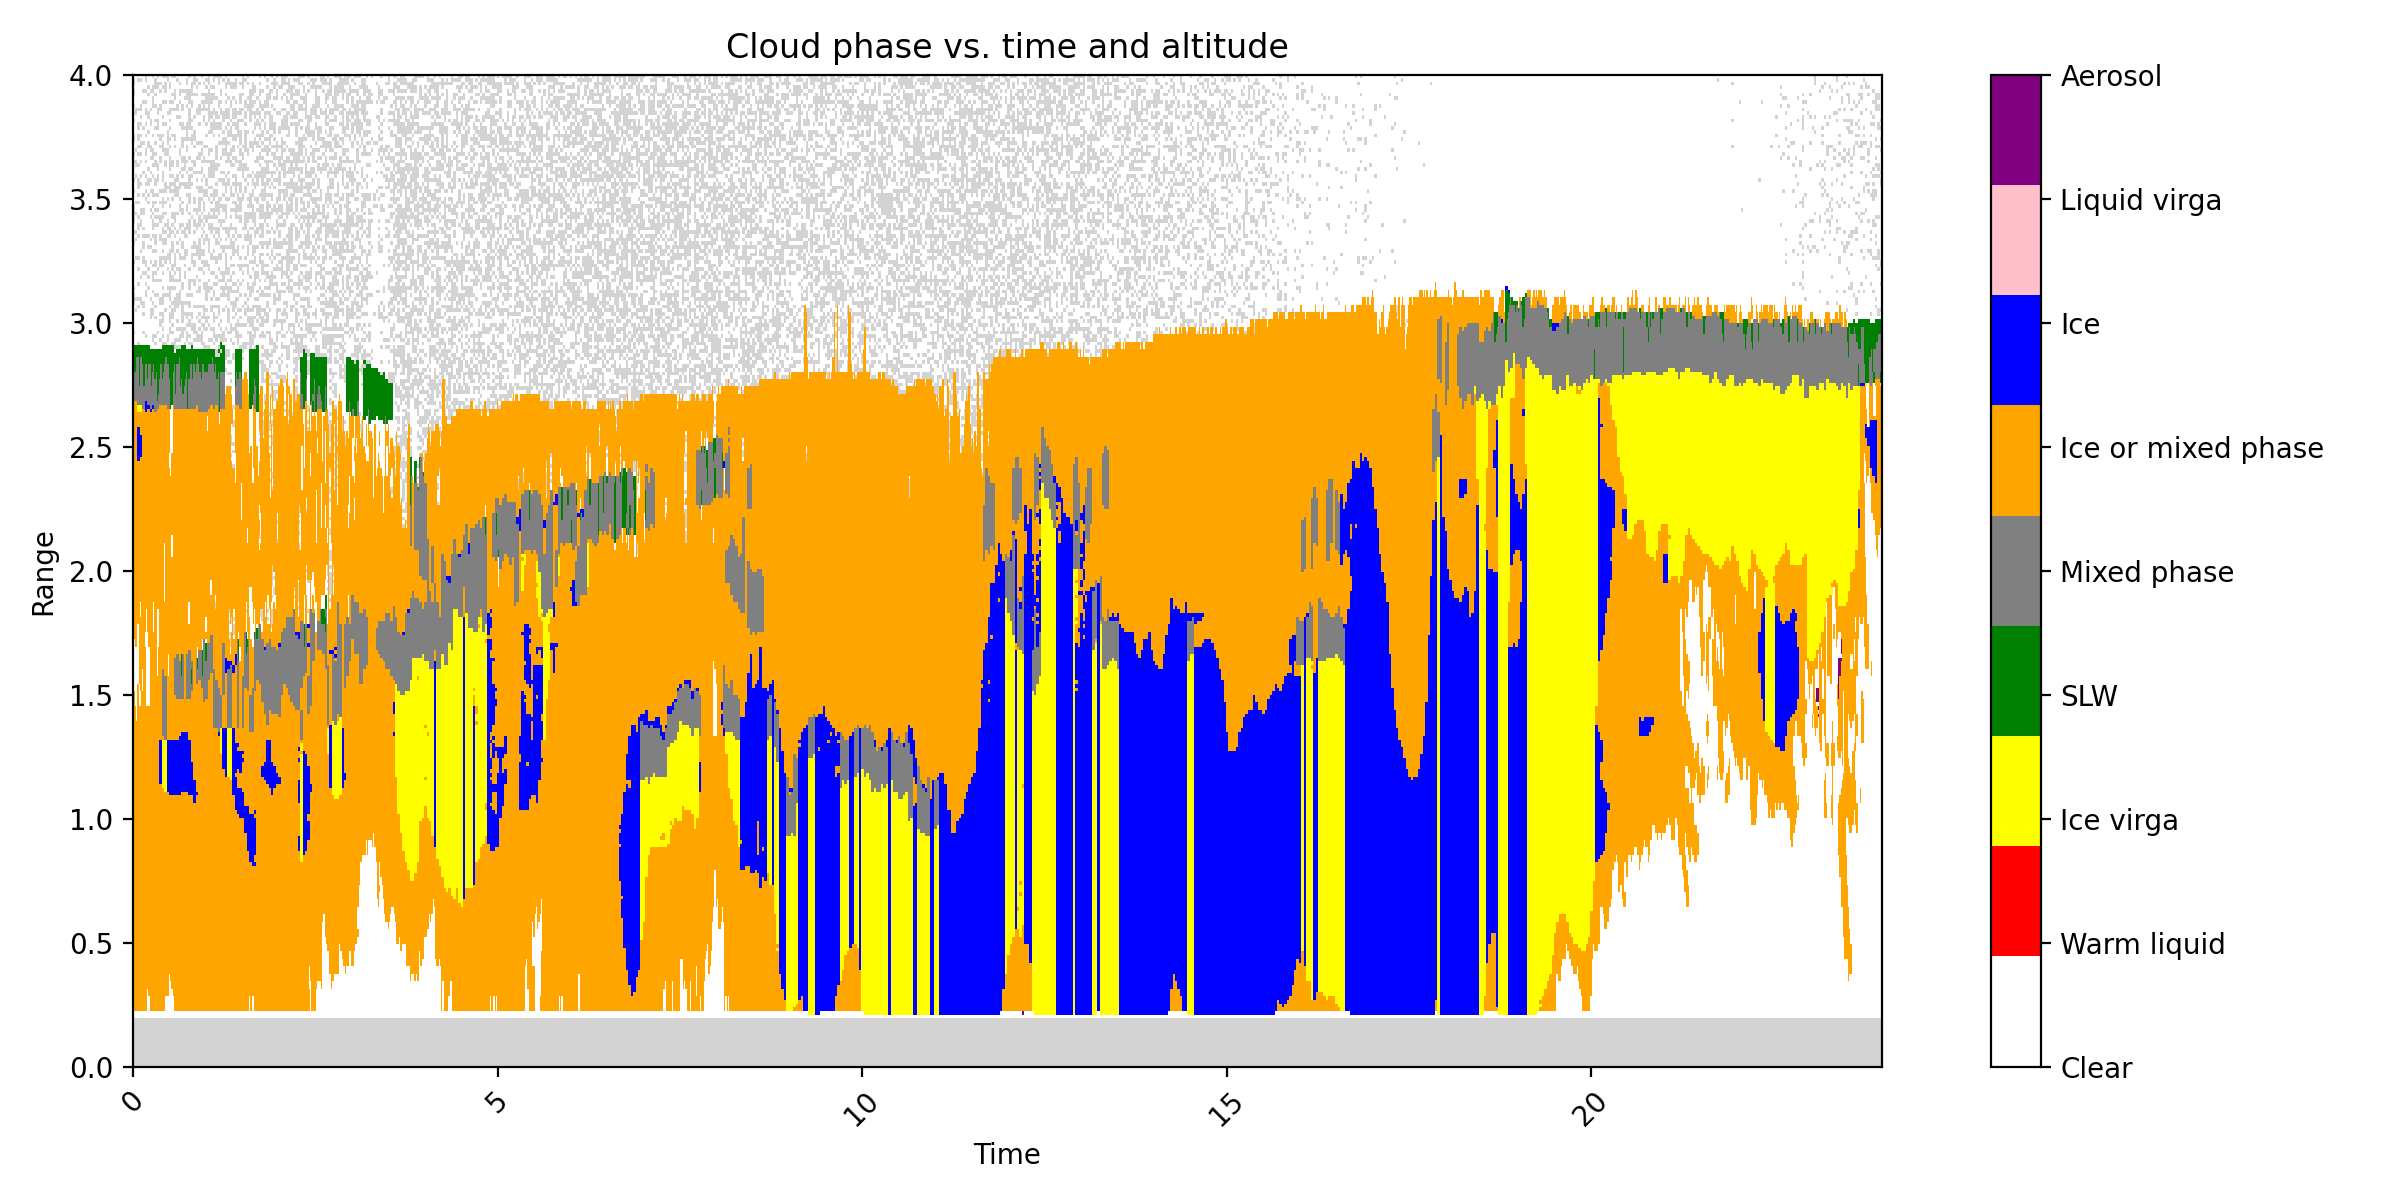 Cloud phase vs. time and altitude
4.0
3.5
3.0
2.5
2.0
1.5
1.0
0.5
0.0
Range
0
5
10
15
20
Time
Aerosol
Liquid virga
Ice
Ice or mixed phase
Mixed phase
SLW
Ice virga
Warm liquid
Clear